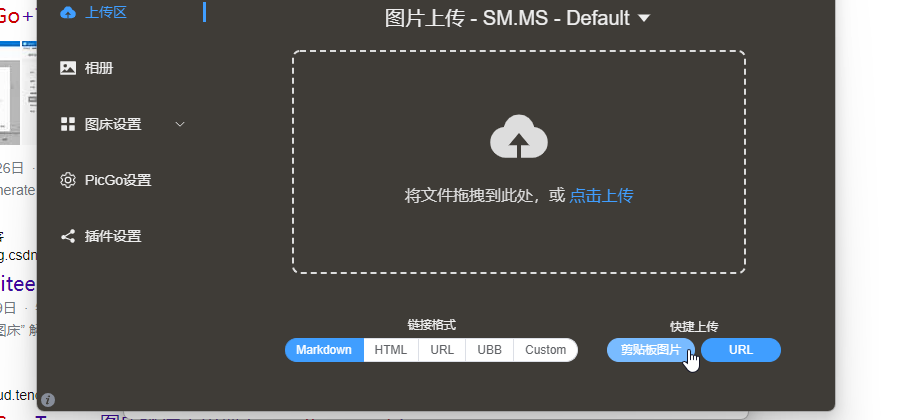 Go+
上传区
图片上传 - SM.MS - Default
相册
图床设置
26日
PicGo设置
nerate
将文件拖拽到此处，或 点击上传
插件设置
g.csdn
itee
9日
图床" 解
链接格式
快捷上传
Markdown HTML URL UBB Custom
剪贴板图片 URL
ud.tenc